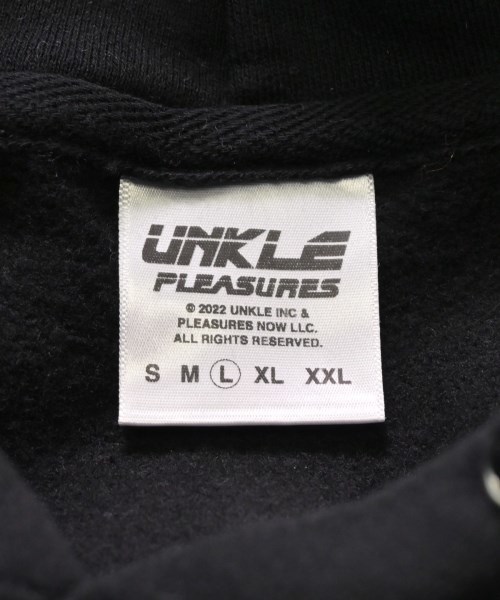 UNKLE
PLEASURES
© 2022 UNKLE INC &
PLEASURES NOW LLC.
ALL RIGHTS RESERVED.
S M L XL XXL